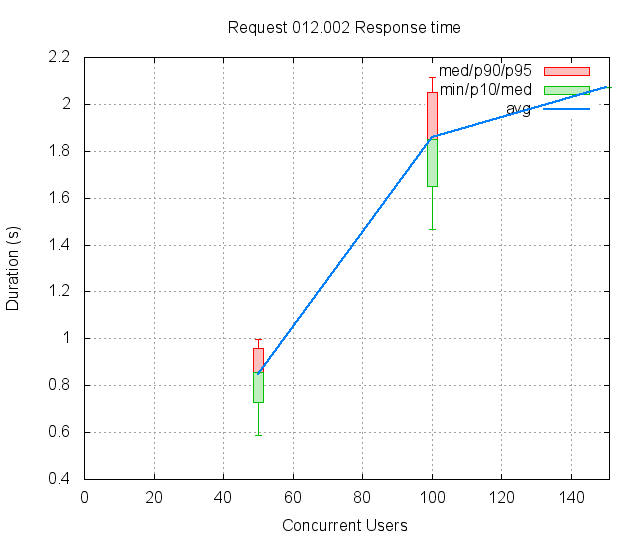 Request 012.002 Response time
2.2
2
1.8
1.6
1.4
1.2
1
0.8
0.6
0.4
Duration (s)
med/p90/p95
min/p10/med
avg
0 20 40 60 80 100 120 140
Concurrent Users